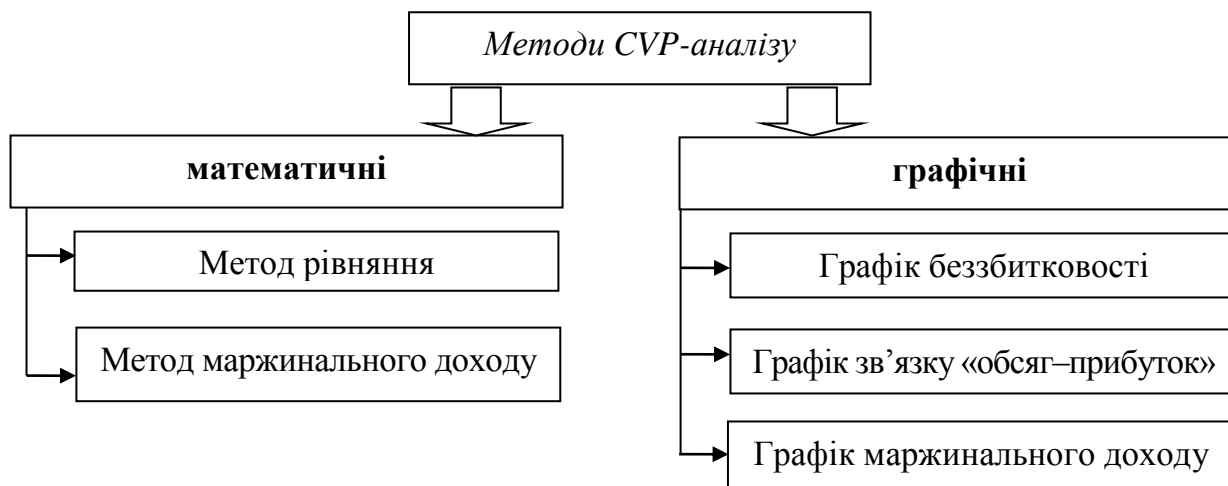 Методи CVP-аналізу
математичні
Метод рівняння
Метод маржинального доходу
графічні
Графік беззбитковості
Графік зв’язку «обсяг–прибуток»
Графік маржинального доходу